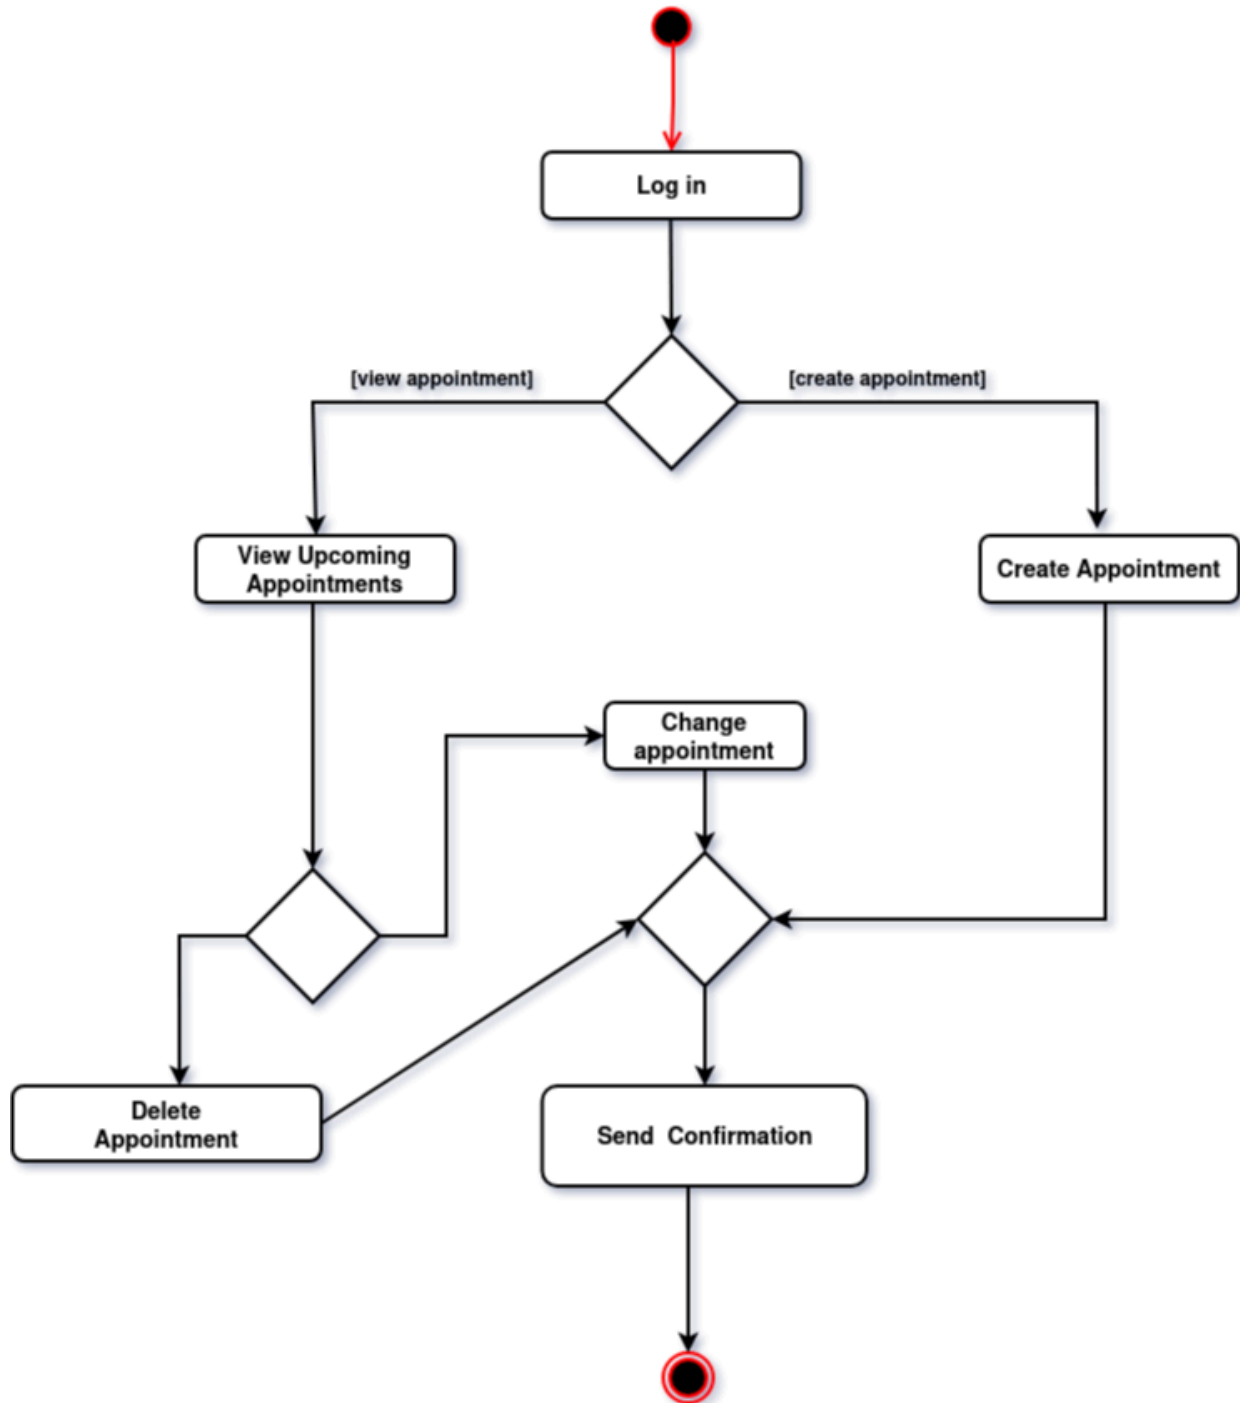 Log in
[view appointment]
[create appointment]
View Upcoming
Appointments
Create Appointment
Change
appointment
Delete
Appointment
Send  Confirmation